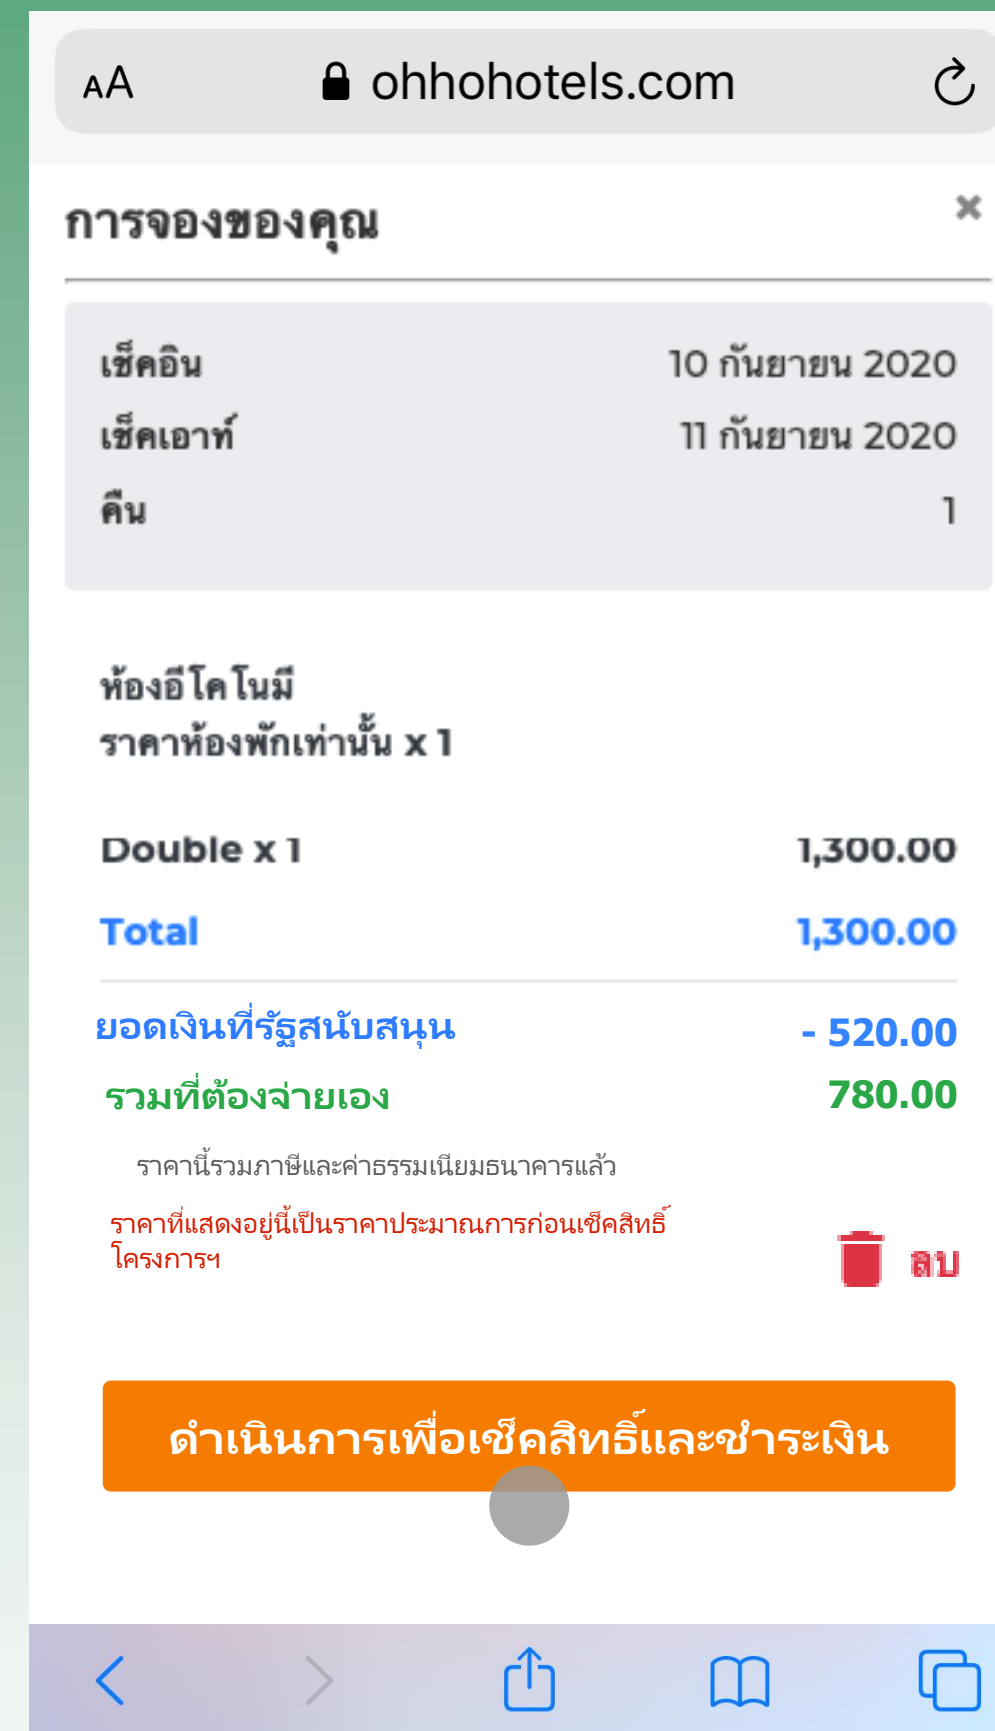 AA ohhohotels.com
การจองของคุณ ×
เช็คอิน 10 กันยายน 2020
เช็คเอาท์ 11 กันยายน 2020
คืน 1
ห้องอีโคโนมี
ราคาห้องพักเท่านั้น x 1
Double x 1 1,300.00
Total 1,300.00
ยอดเงินที่รัฐสนับสนุน - 520.00
รวมที่ต้องจ่ายเอง 780.00
ราคานี้รวมภาษีและค่าธรรมเนียมธนาคารแล้ว
ราคาที่แสดงอยู่นี้เป็นราคาประมาณการก่อนเช็คสิทธิ์
โครงการฯ
ลบ
ดำเนินการเพื่อเช็คสิทธิ์และชำระเงิน